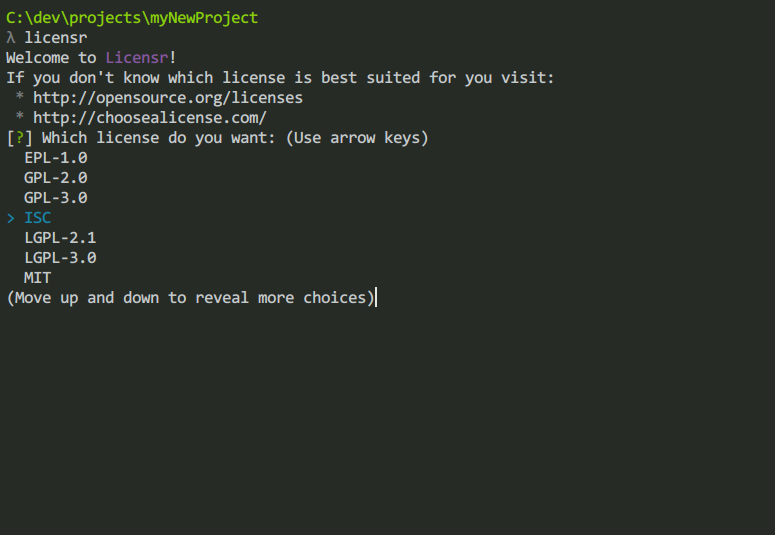 C:\dev\projects\myNewProject
λ licensr
Welcome to Licensr!
If you don't know which license is best suited for you visit:
 * http://opensource.org/licenses
 * http://choosealicense.com/
[?] Which license do you want: (Use arrow keys)
  EPL-1.0
  GPL-2.0
  GPL-3.0
> ISC
  LGPL-2.1
  LGPL-3.0
  MIT
(Move up and down to reveal more choices)